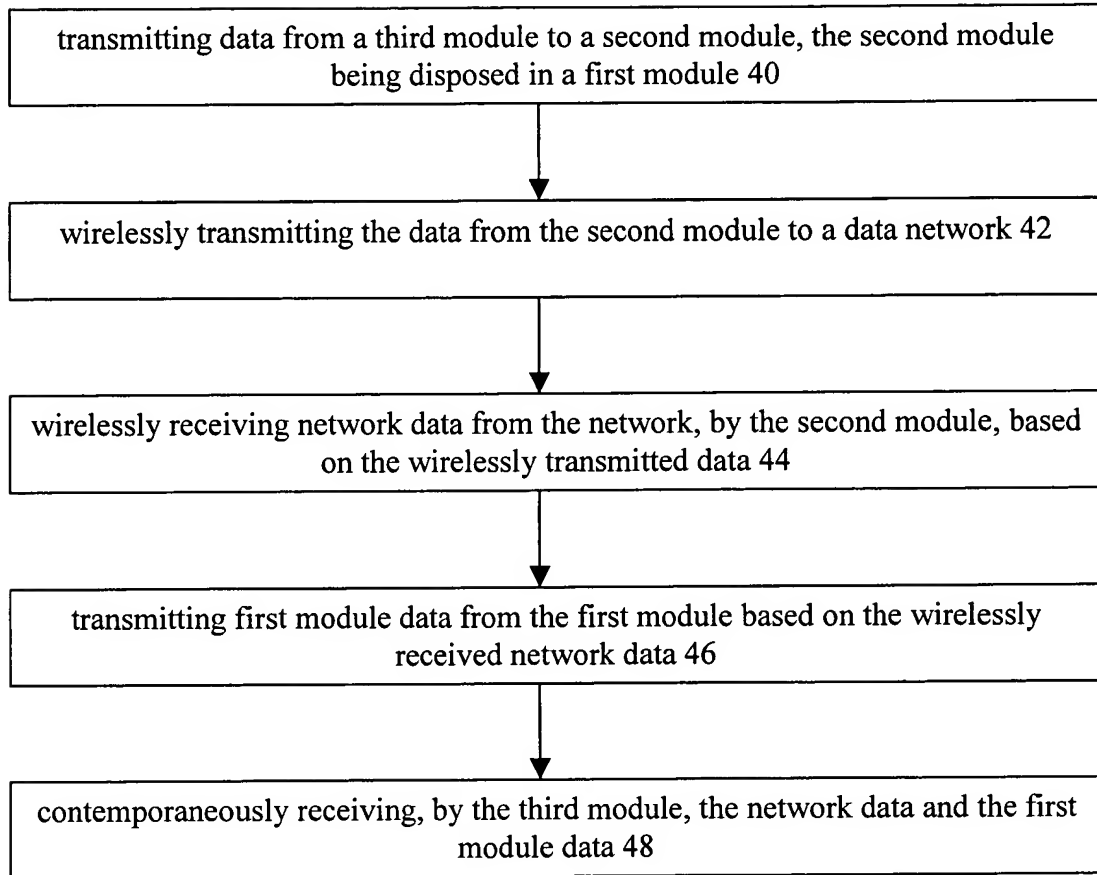 transmitting data from a third module to a second module, the second module
being disposed in a first module 40
wirelessly transmitting the data from the second module to a data network 42
wirelessly receiving network data from the network, by the second module, based
on the wirelessly transmitted data 44
transmitting first module data from the first module based on the wirelessly
received network data 46
contemporaneously receiving, by the third module, the network data and the first
module data 48